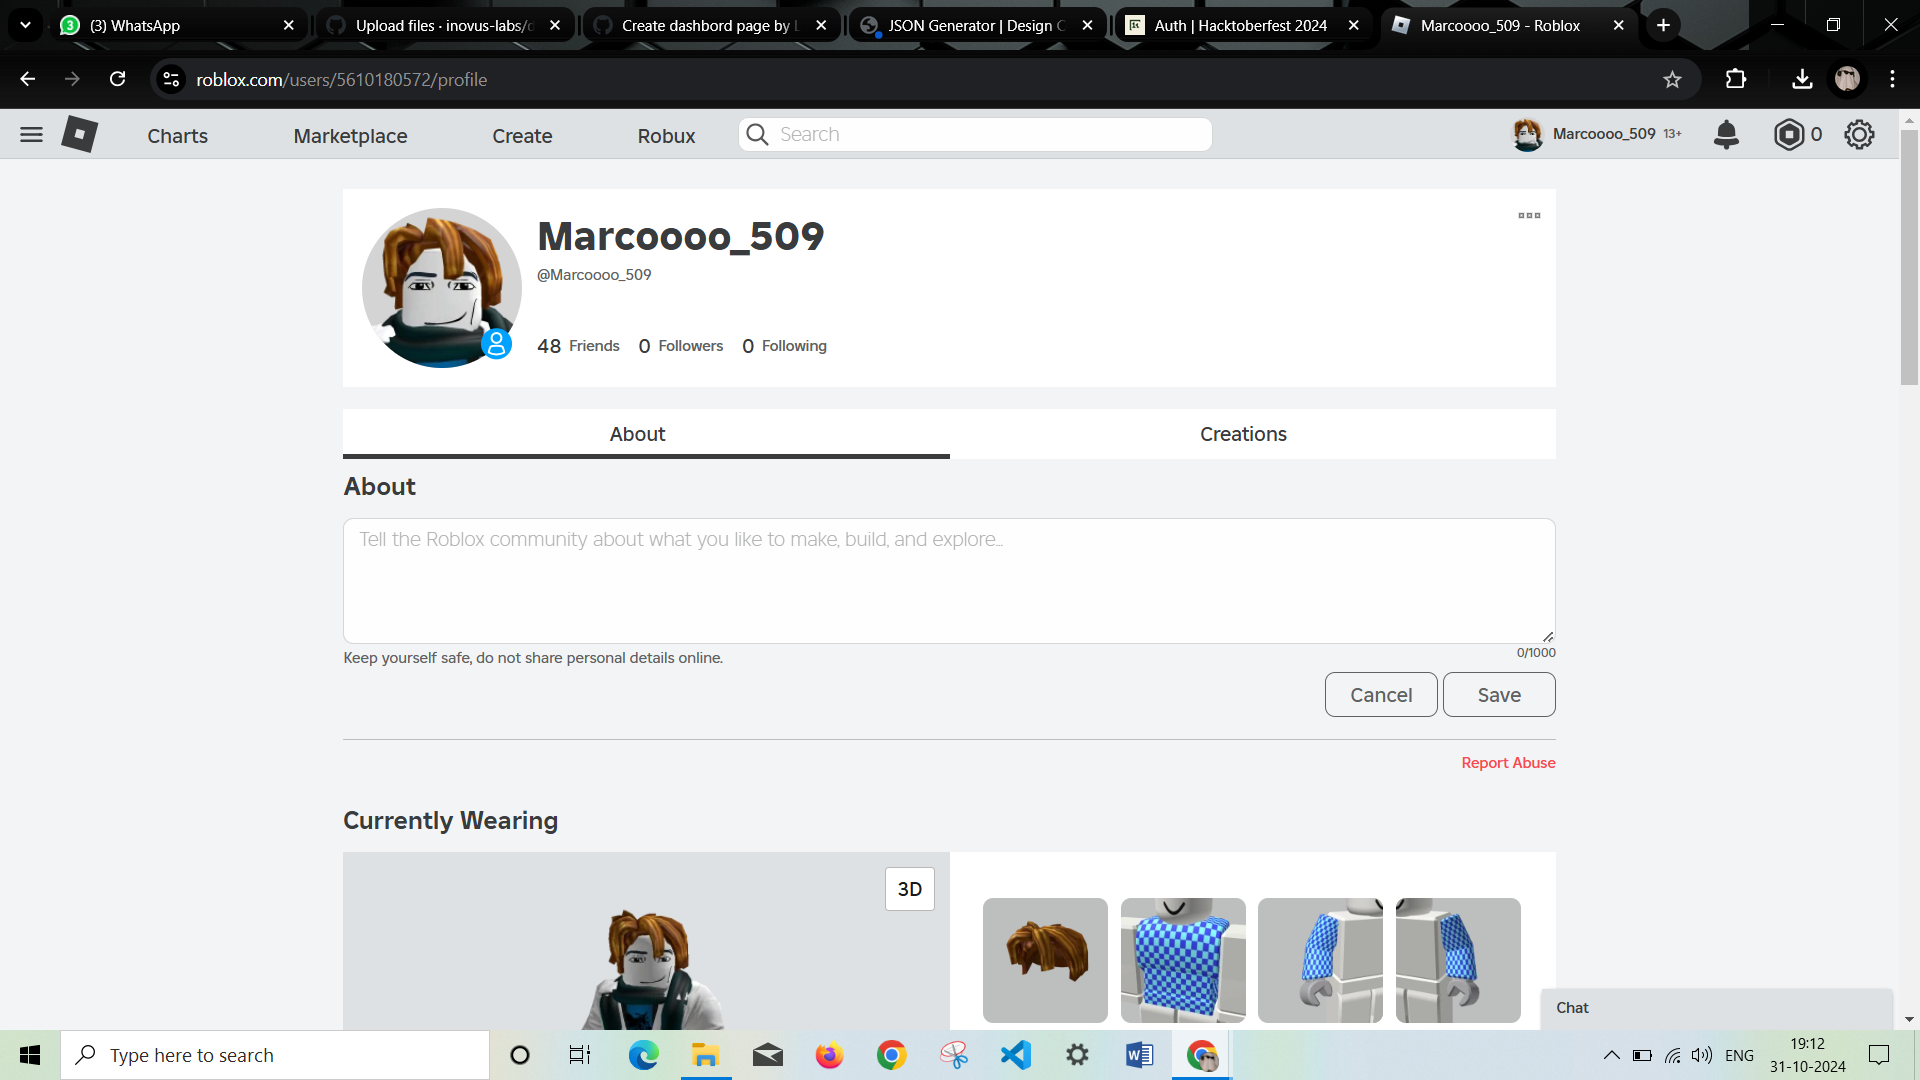 (3) WhatsApp
Upload files · inovus-labs/d
Create dashbord page by L
JSON Generator | Design C
Auth | Hacktoberfest 2024
Marcoooo_509 - Roblox
roblox.com/users/5610180572/profile
Charts
Marketplace
Create
Robux
Search
Marcoooo_509 13+
0
Marcoooo_509
@Marcoooo_509
48 Friends 0 Followers 0 Following
About
Creations
About
Tell the Roblox community about what you like to make, build, and explore...
Keep yourself safe, do not share personal details online.
0/1000
Cancel
Save
Report Abuse
Currently Wearing
3D
Chat
Type here to search
ENG
19:12
31-10-2024